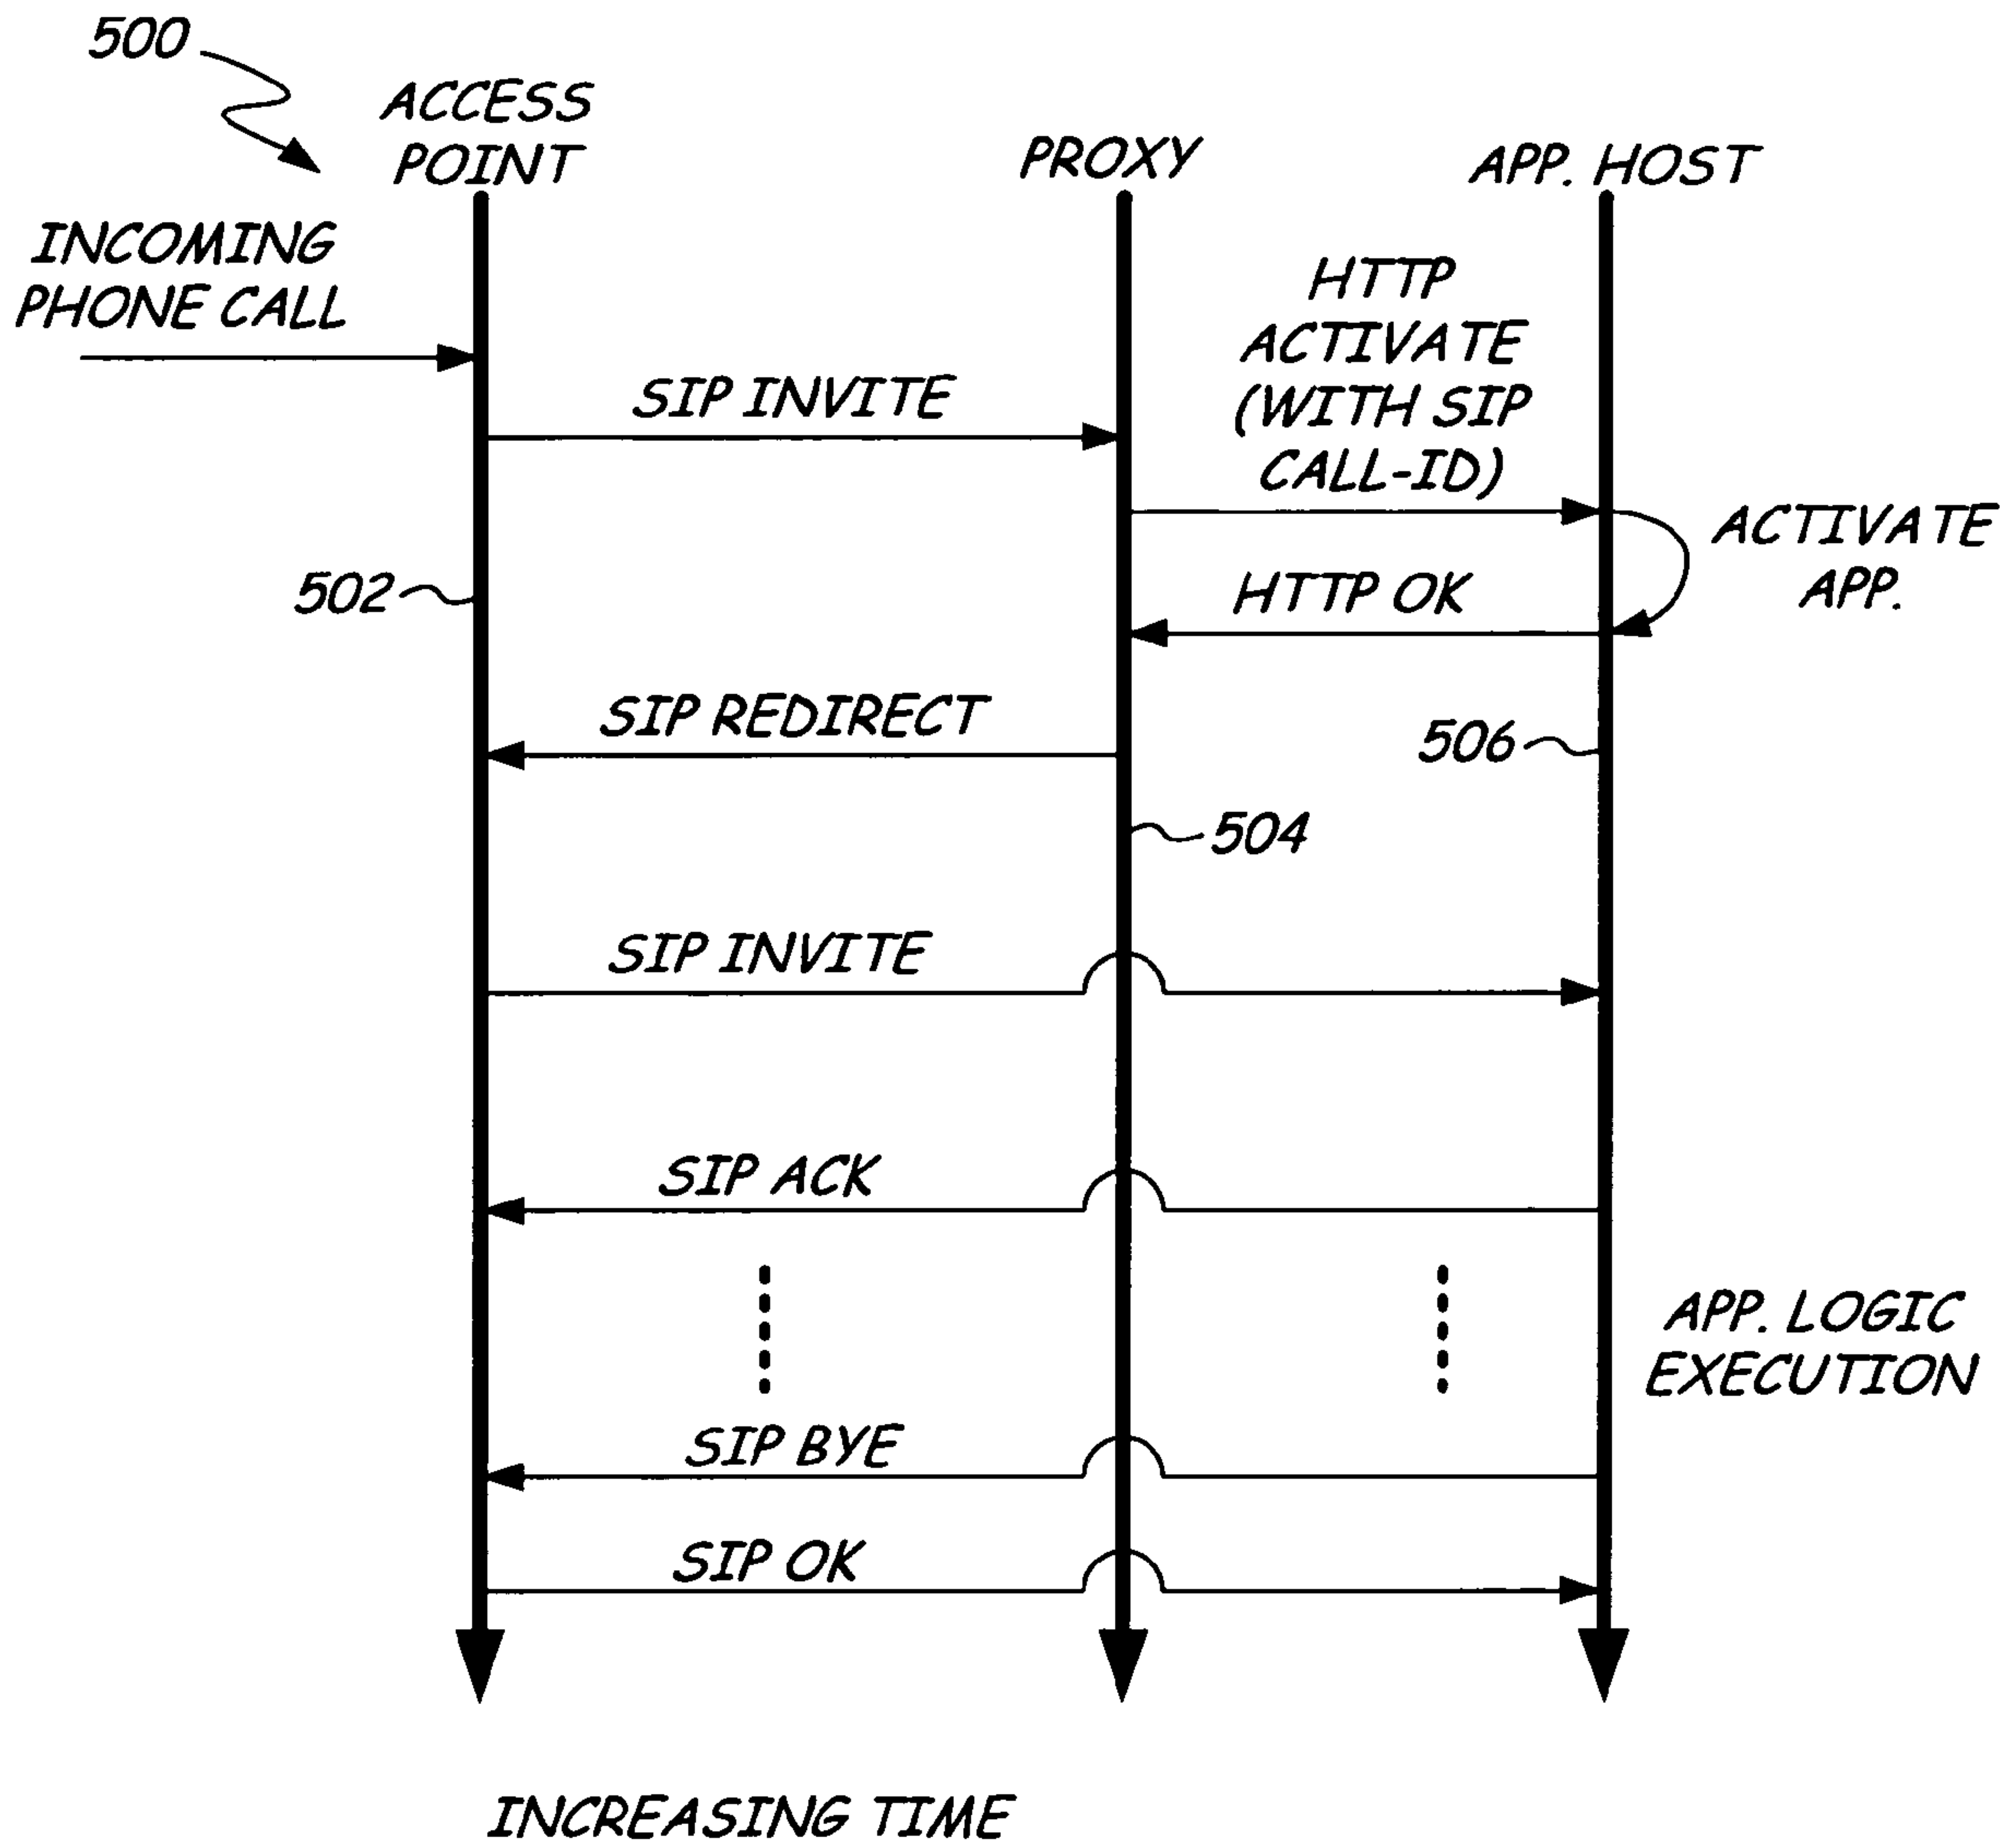 500
ACCESS
POINT
PROXY
APP. HOST
INCOMING
PHONE CALL
HTTP
ACTIVATE
(WITH SIP
CALL-ID)
SIP INVITE
ACTIVATE
APP.
502
HTTP OK
SIP REDIRECT
506
504
SIP INVITE
SIP ACK
APP. LOGIC
EXECUTION
SIP BYE
SIP OK
INCREASING TIME